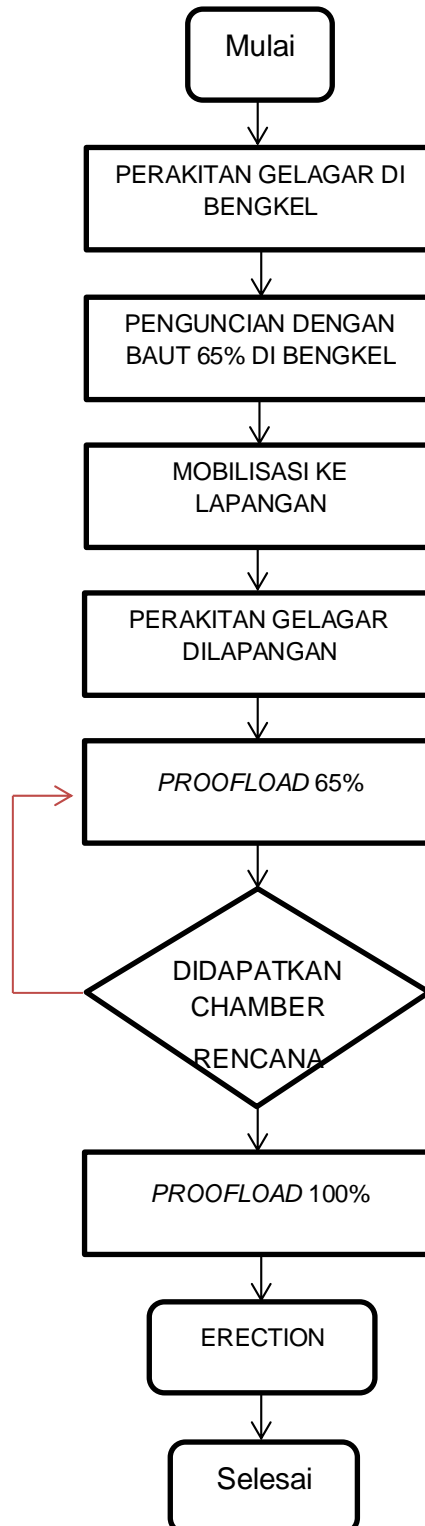 Mulai
PERAKITAN GELAGAR DI
BENGKEL
PENGUNCIAN DENGAN
BAUT 65% DI BENGKEL
MOBILISASI KE
LAPANGAN
PERAKITAN GELAGAR
DILAPANGAN
PROOFLOAD 65%
DIDAPATKAN
CHAMBER
RENCANA
PROOFLOAD 100%
ERECTION
Selesai